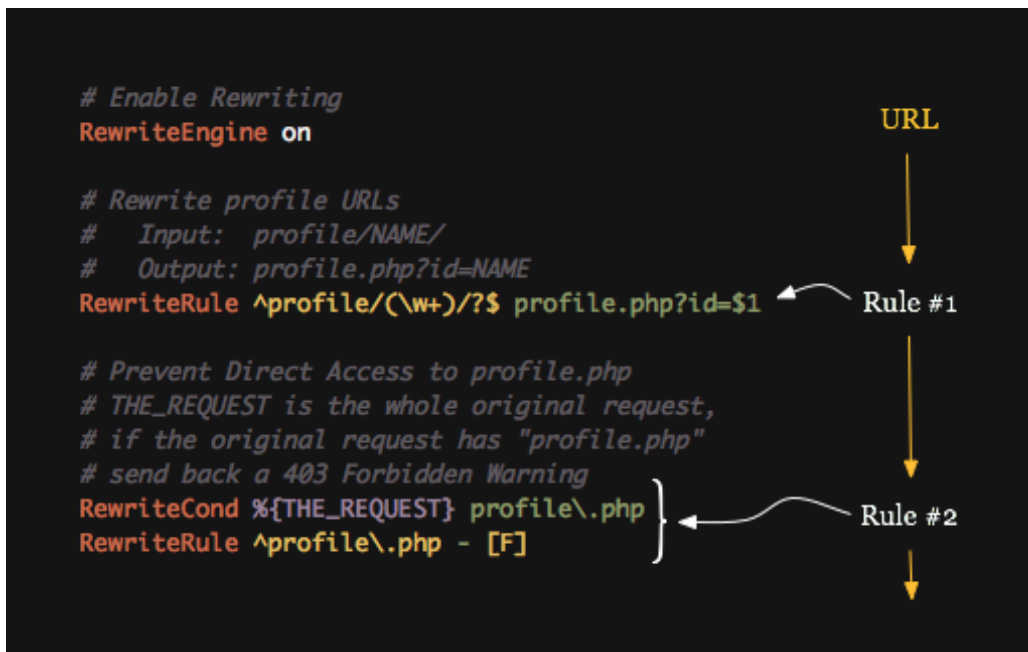 # Enable Rewriting
RewriteEngine on
URL
# Rewrite profile URLs
#   Input:  profile/NAME/
#   Output: profile.php?id=NAME
RewriteRule ^profile/(\w+)/?$ profile.php?id=$1
Rule #1
# Prevent Direct Access to profile.php
# THE_REQUEST is the whole original request,
# if the original request has "profile.php"
# send back a 403 Forbidden Warning
RewriteCond %{THE_REQUEST} profile\.php
RewriteRule ^profile\.php - [F]
Rule #2